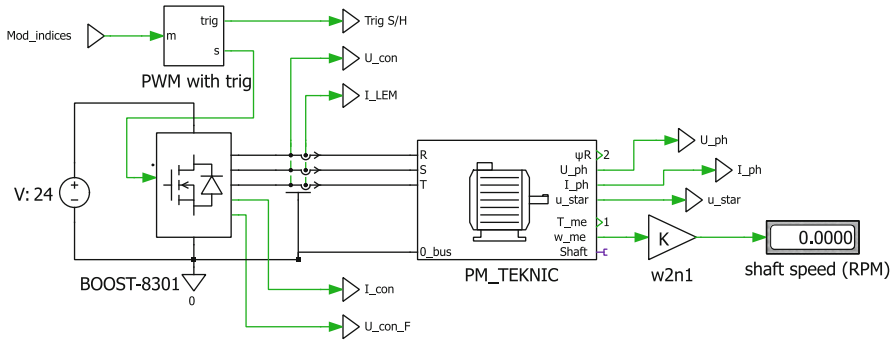 Mod_indices
m
trig
s
PWM with trig
Trig S/H
U_con
I_LEM
V: 24
BOOST-8301
0
I_con
U_con_F
R
S
T
0_bus
ψR
2
U_ph
I_ph
u_star
T_me
1
w_me
Shaft
PM_TEKNIC
U_ph
I_ph
u_star
K
w2n1
0.0000
shaft speed (RPM)